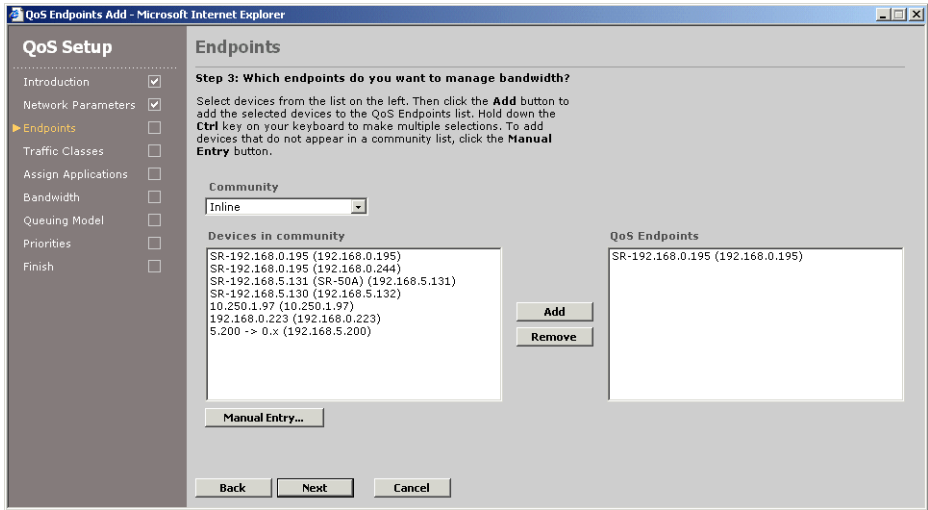 QoS Endpoints Add - Microsoft Internet Explorer
QoS Setup
Introduction
Network Parameters
Endpoints
Traffic Classes
Assign Applications
Bandwidth
Queuing Model
Priorities
Finish
Endpoints
Step 3: Which endpoints do you want to manage bandwidth?
Select devices from the list on the left. Then click the Add button to
add the selected devices to the QoS Endpoints list. Hold down the
Ctrl key on your keyboard to make multiple selections. To add
devices that do not appear in a community list, click the Manual
Entry button.
Community
Inline
Devices in community
SR-192.168.0.195 (192.168.0.195)
SR-192.168.0.195 (192.168.0.244)
SR-192.168.5.131 (SR-50A) (192.168.5.131)
SR-192.168.5.130 (192.168.5.132)
10.250.1.97 (10.250.1.97)
192.168.0.223 (192.168.0.223)
5.200 -> 0.x (192.168.5.200)
Add
Remove
QoS Endpoints
SR-192.168.0.195 (192.168.0.195)
Manual Entry...
Back
Next
Cancel